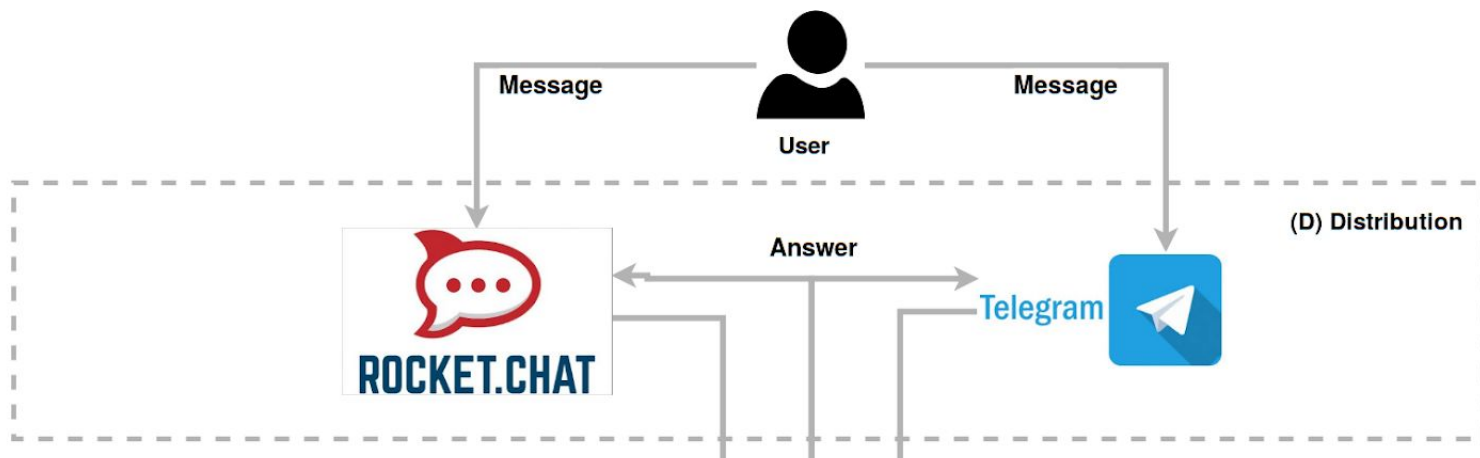 Message
Message
User
(D) Distribution
Answer
Telegram
ROCKET.CHAT